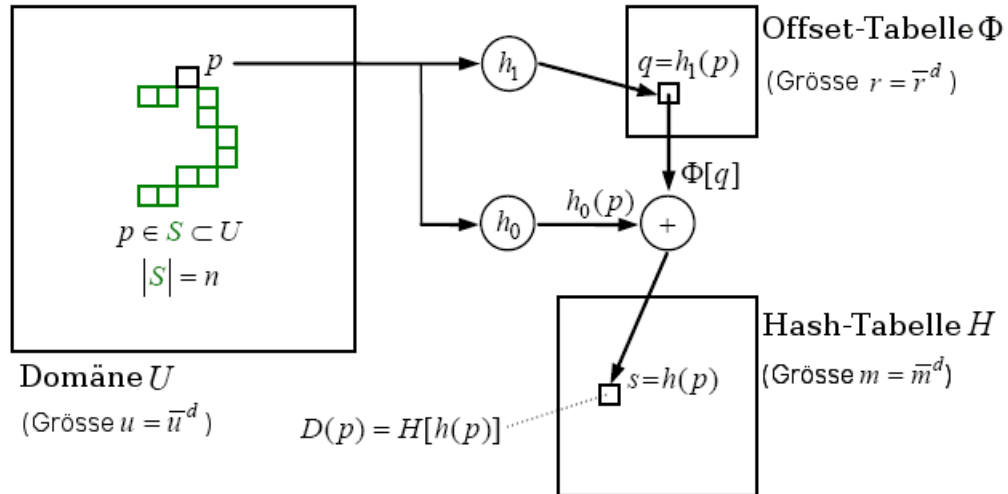 p
h₁
q=h₁(p)
Offset-Tabelle Φ
(Grösse r = r̅ᵈ)
Φ[q]
h₀
h₀(p)
+
p ∈ S ⊂ U
|S| = n
Domäne U
(Grösse u = u̅ᵈ)
Hash-Tabelle H
(Grösse m = m̅ᵈ)
s=h(p)
D(p) = H[h(p)]